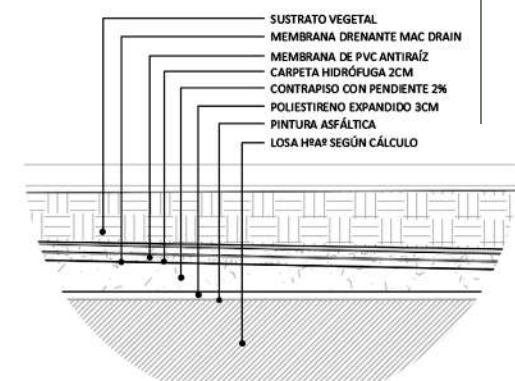 SUSTRATO VEGETAL
MEMBRANA DRENANTE MAC DRAIN
MEMBRANA DE PVC ANTIRAÍZ
CARPETA HIDRÓFUGA 2CM
CONTRAPISO CON PENDIENTE 2%
POLIESTIRENO EXPANDIDO 3CM
PINTURA ASFÁLTICA
LOSA HºAº SEGÚN CÁLCULO